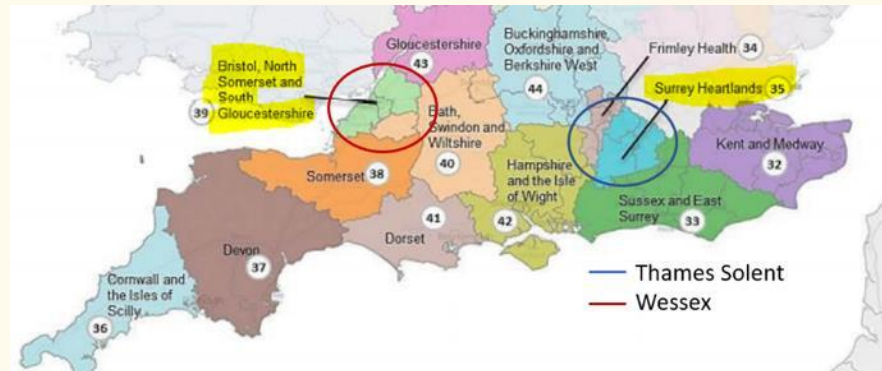 Gloucestershire
43
Buckinghamshire,
Oxfordshire and
Berkshire West
44
Frimley Health 34
Surrey Heartlands 35
Bristol, North
Somerset and
South
39 Gloucestershire
Bath,
Swindon and
Wiltshire
40
Kent and Medway
32
Somerset 38
Hampshire
and the Isle
of Wight
42
Sussex and East
Surrey
33
41
Dorset
Devon
37
Cornwall and
the Isles of
Scilly
36
Thames Solent
Wessex